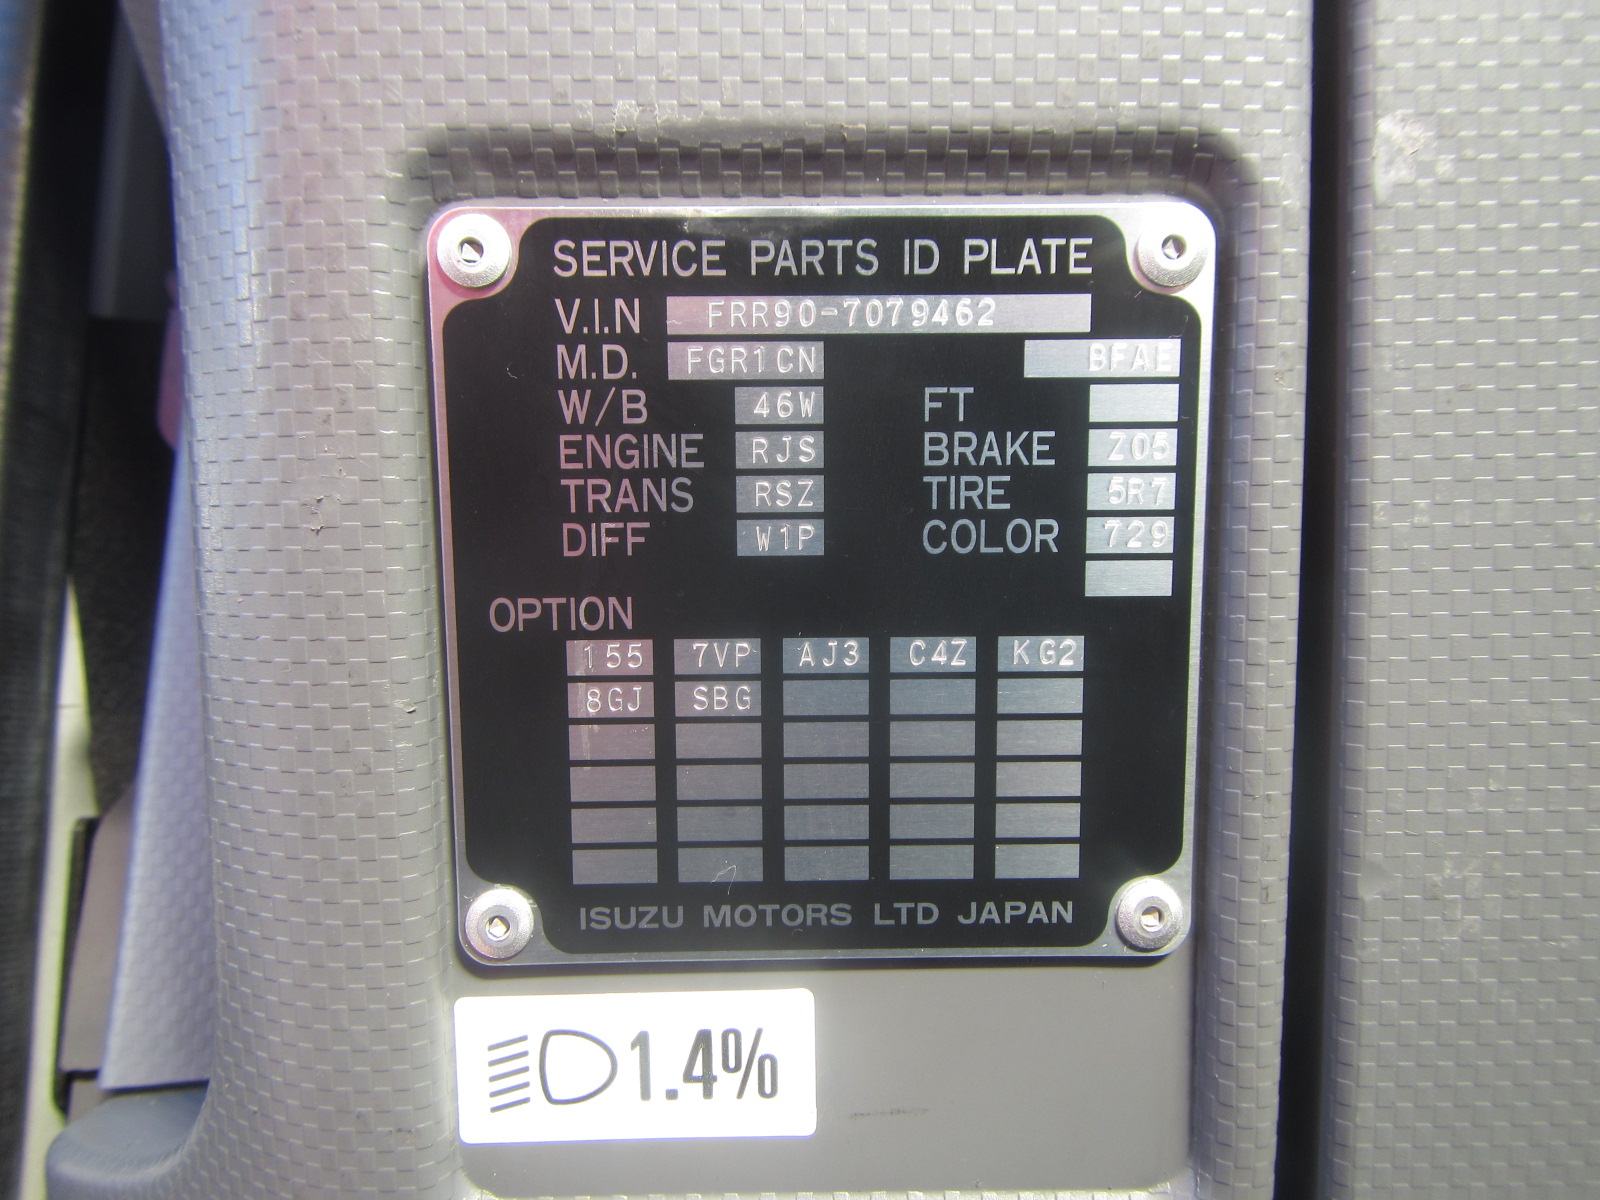 SERVICE PARTS ID PLATE
V.I.N FRR90-7079462
M.D. FGR1CN BFAE
W/B 46W FT
ENGINE RJS BRAKE Z05
TRANS RSZ TIRE 5R7
DIFF W1P COLOR 729
OPTION
155 7VP AJ3 C4Z KG2
8GJ SBG
ISUZU MOTORS LTD JAPAN
1.4%